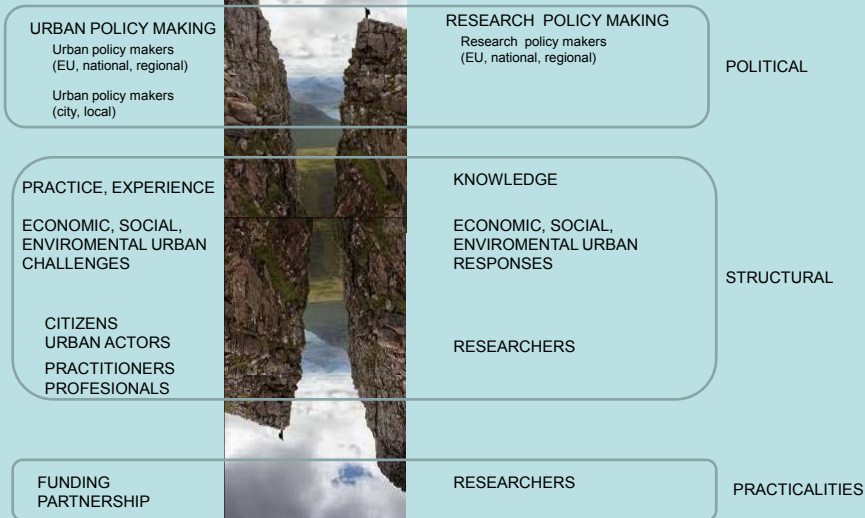 URBAN POLICY MAKING
Urban policy makers
(EU, national, regional)
Urban policy makers
(city, local)
RESEARCH POLICY MAKING
Research policy makers
(EU, national, regional)
POLITICAL
PRACTICE, EXPERIENCE
ECONOMIC, SOCIAL,
ENVIROMENTAL URBAN
CHALLENGES
CITIZENS
URBAN ACTORS
PRACTITIONERS
PROFESIONALS
KNOWLEDGE
ECONOMIC, SOCIAL,
ENVIROMENTAL URBAN
RESPONSES
RESEARCHERS
STRUCTURAL
FUNDING
PARTNERSHIP
RESEARCHERS
PRACTICALITIES